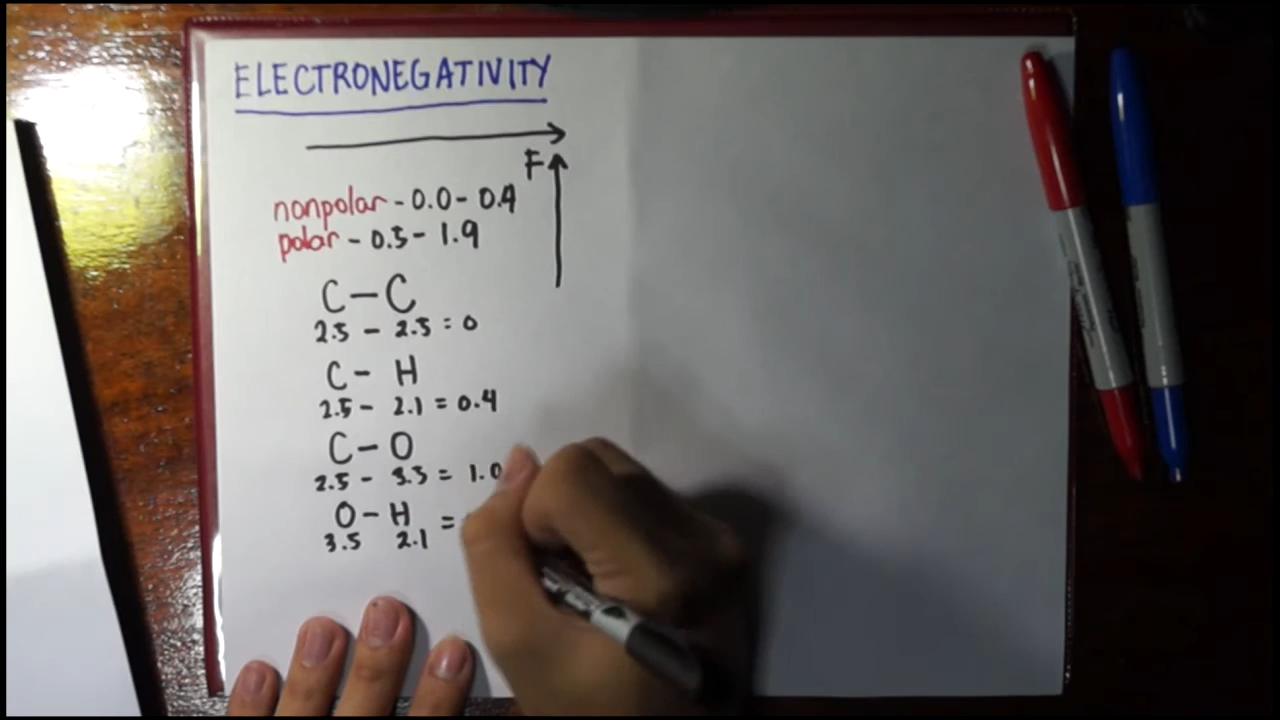 ELECTRONEGATIVITY
F
nonpolar - 0.0 - 0.4
polar - 0.5 - 1.9
C - C
2.5 - 2.5 = 0
C - H
2.5 - 2.1 = 0.4
C - O
2.5 - 3.5 = 1.0
O - H =
3.5 2.1